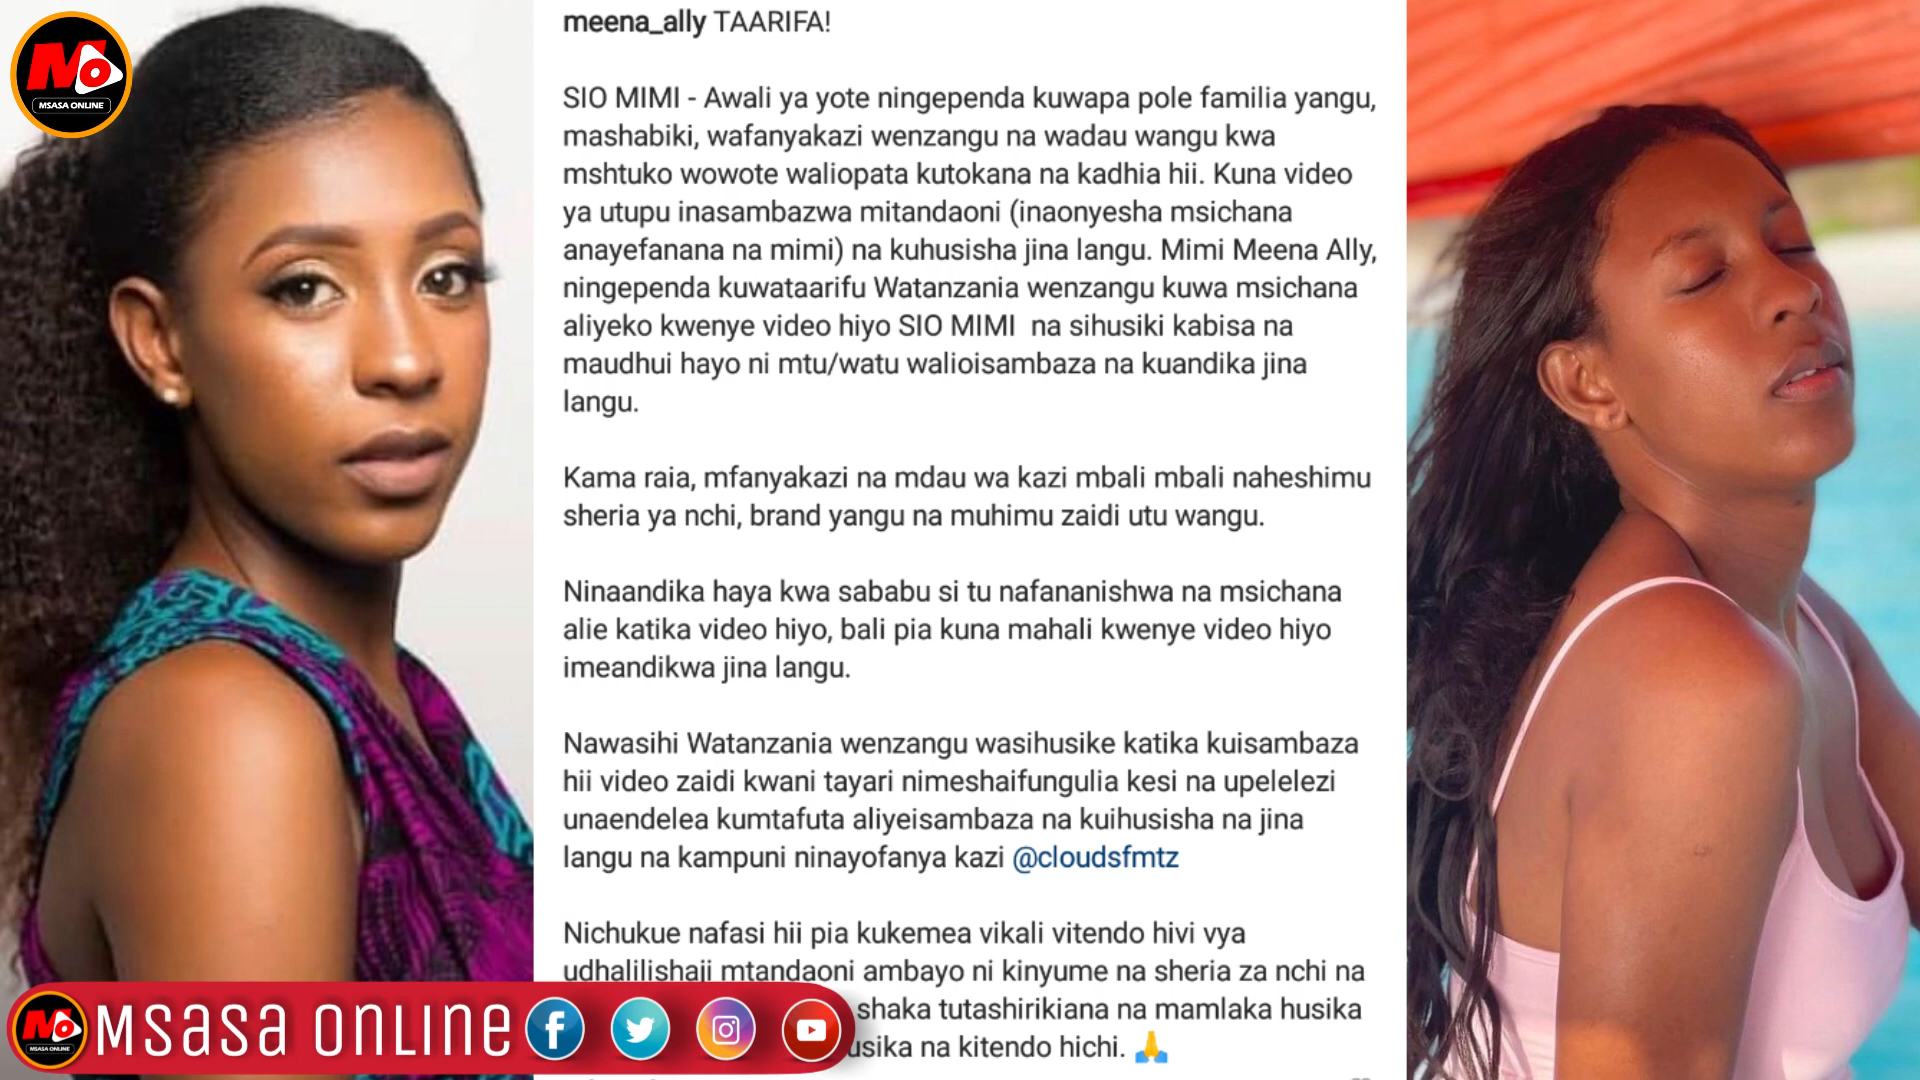 MO
MSASA ONLINE
meena_ally TAARIFA!
SIO MIMI - Awali ya yote ningependa kuwapa pole familia yangu,
mashabiki, wafanyakazi wenzangu na wadau wangu kwa
mshtuko wowote waliopata kutokana na kadhia hii. Kuna video
ya utupu inasambazwa mitandaoni (inaonyesha msichana
anayefanana na mimi) na kuhusisha jina langu. Mimi Meena Ally,
ningependa kuwataarifu Watanzania wenzangu kuwa msichana
aliyeko kwenye video hiyo SIO MIMI na sihusiki kabisa na
maudhui hayo ni mtu/watu walioisambaza na kuandika jina
langu.
Kama raia, mfanyakazi na mdau wa kazi mbali mbali naheshimu
sheria ya nchi, brand yangu na muhimu zaidi utu wangu.
Ninaandika haya kwa sababu si tu nafananishwa na msichana
alie katika video hiyo, bali pia kuna mahali kwenye video hiyo
imeandikwa jina langu.
Nawasihi Watanzania wenzangu wasihusike katika kuisambaza
hii video zaidi kwani tayari nimeshaifungulia kesi na upelelezi
unaendelea kumtafuta aliyeisambaza na kuihusisha na jina
langu na kampuni ninayofanya kazi @cloudsfmtz
Nichukue nafasi hii pia kukemea vikali vitendo hivi vya
udhalilishaji mtandaoni ambayo ni kinyume na sheria za nchi na
shaka tutashirikiana na mamlaka husika
usika na kitendo hichi. 🙏
MO
MSASA ONLINE
Msasa online